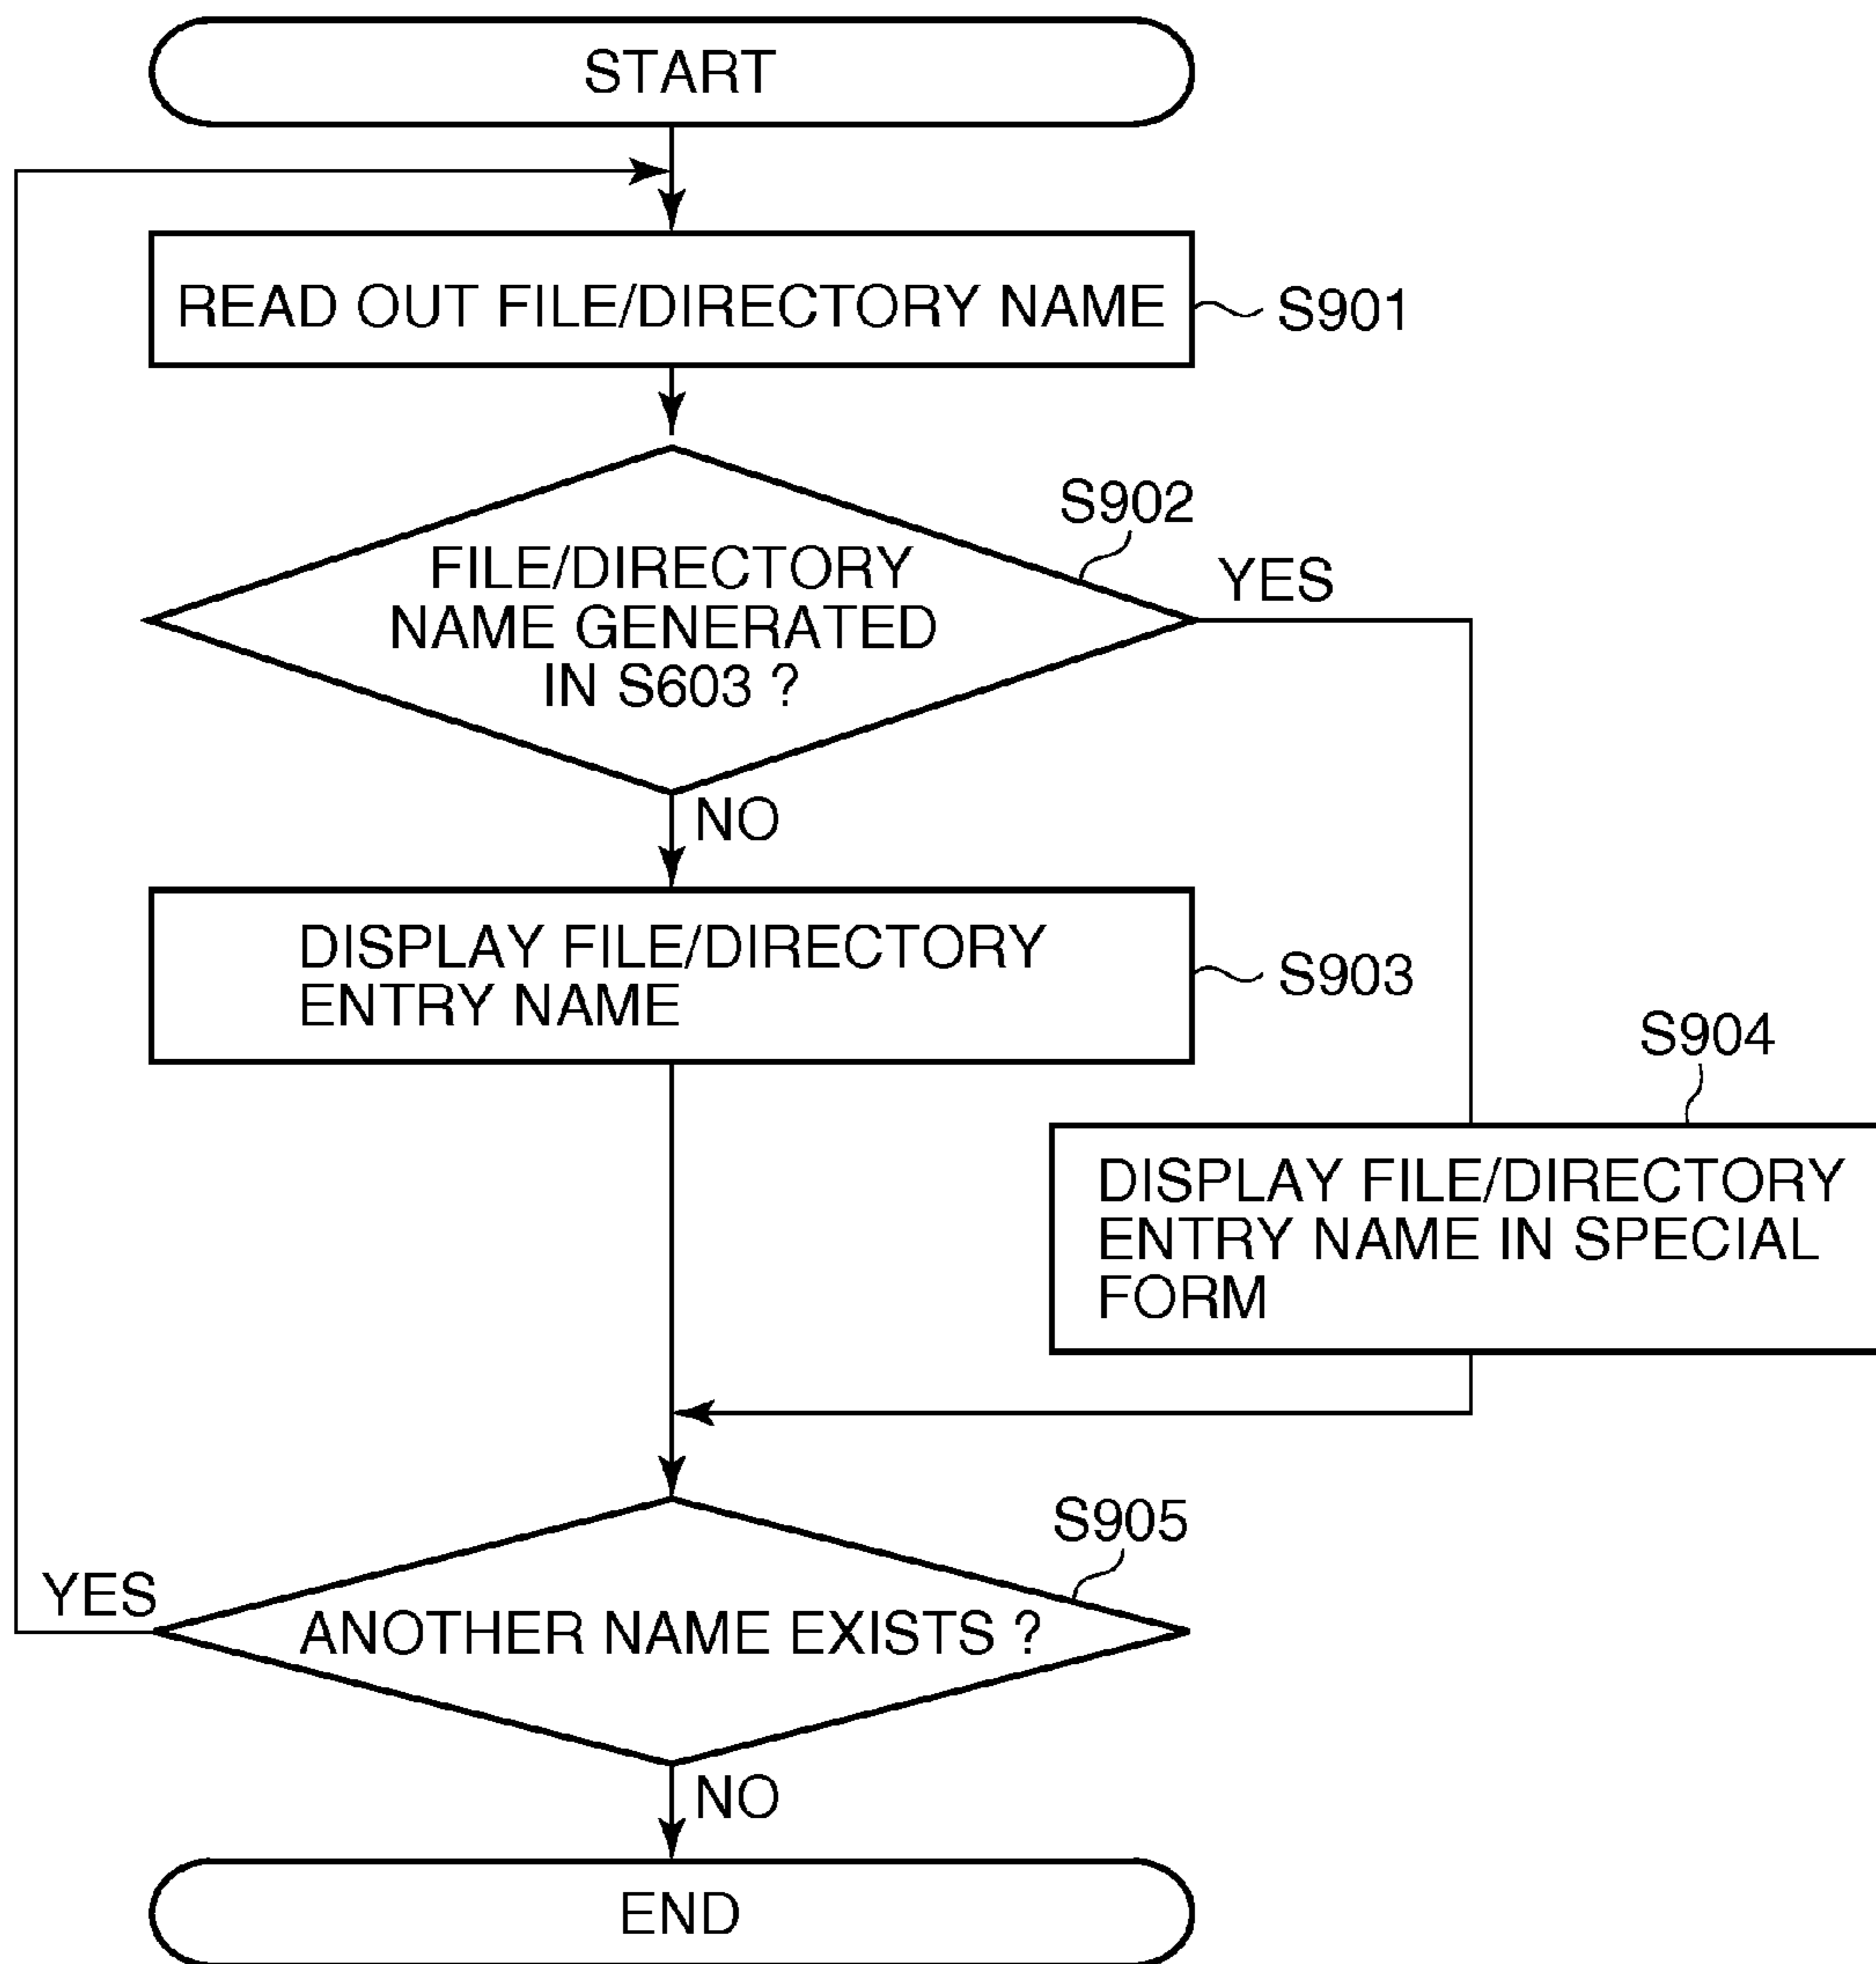 START
READ OUT FILE/DIRECTORY NAME
S901
S902
FILE/DIRECTORY
NAME GENERATED
IN S603 ?
YES
NO
DISPLAY FILE/DIRECTORY
ENTRY NAME
S903
S904
DISPLAY FILE/DIRECTORY
ENTRY NAME IN SPECIAL
FORM
S905
YES
ANOTHER NAME EXISTS ?
NO
END